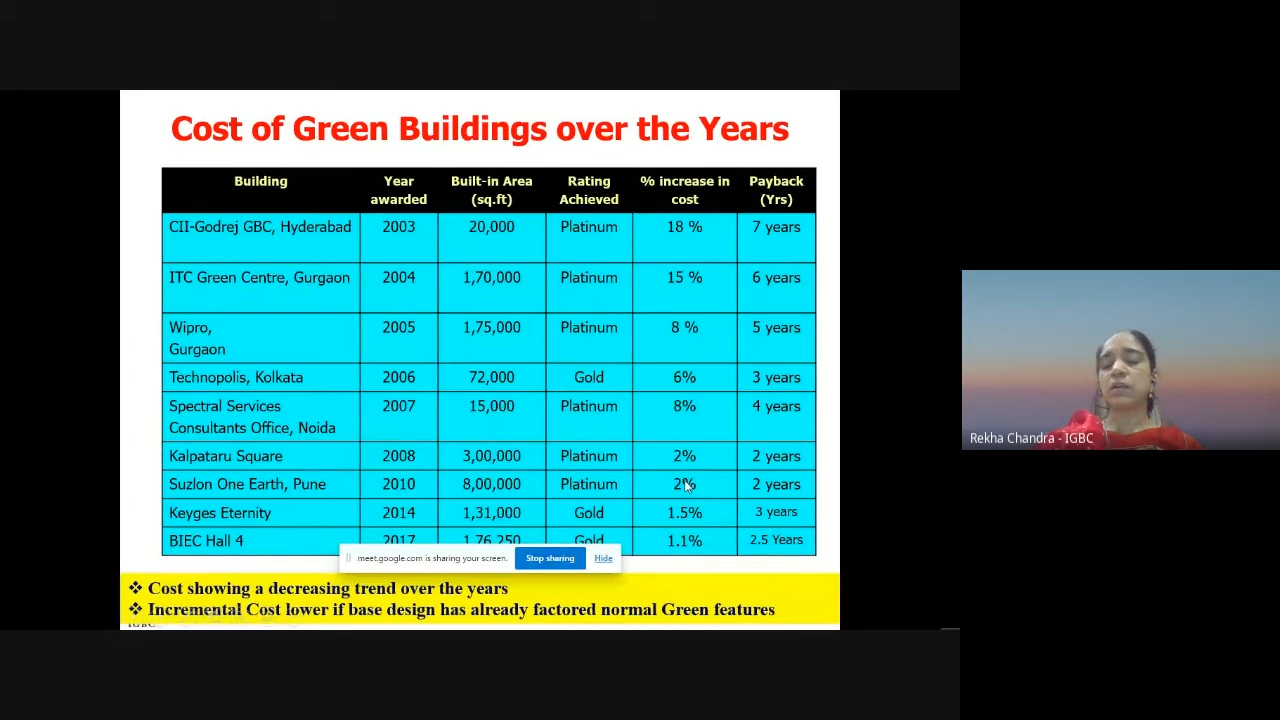 Cost of Green Buildings over the Years
Building Year awarded Built-in Area (sq.ft) Rating Achieved % increase in cost Payback (Yrs)
CII-Godrej GBC, Hyderabad 2003 20,000 Platinum 18 % 7 years
ITC Green Centre, Gurgaon 2004 1,70,000 Platinum 15 % 6 years
Wipro, 2005 1,75,000 Platinum 8 % 5 years
Gurgaon
Technopolis, Kolkata 2006 72,000 Gold 6% 3 years
Spectral Services 2007 15,000 Platinum 8% 4 years
Consultants Office, Noida
Kalpataru Square 2008 3,00,000 Platinum 2% 2 years
Suzlon One Earth, Pune 2010 8,00,000 Platinum 2% 2 years
Keyges Eternity 2014 1,31,000 Gold 1.5% 3 years
BIEC Hall 4 2017 1,76,250 Gold 1.1% 2.5 Years
meet.google.com is sharing your screen. Stop sharing Hide
❖ Cost showing a decreasing trend over the years
❖ Incremental Cost lower if base design has already factored normal Green features
IGBC
Rekha Chandra - IGBC